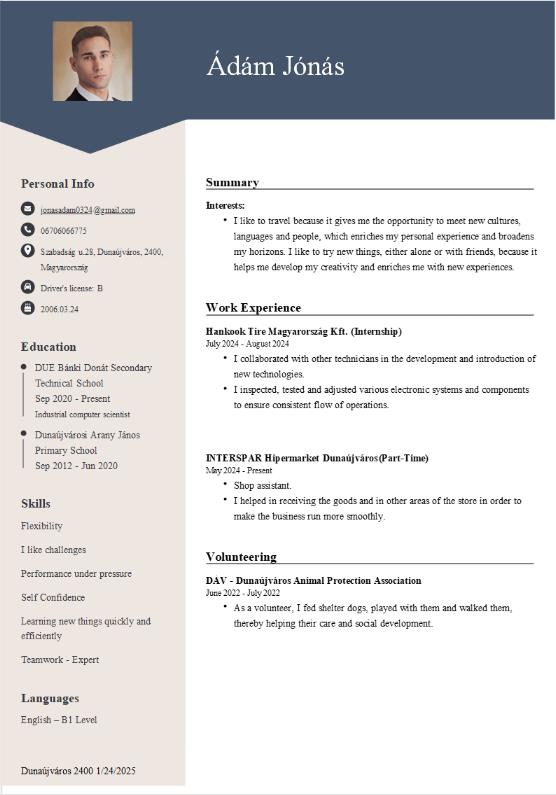 Ádám Jónás
Personal Info
jonasadam0324@gmail.com
06706066775
Szabadság u.28, Dunaújváros, 2400,
Magyarország
Driver's license: B
2006.03.24
Education
DUE Bánki Donát Secondary
Technical School
Sep 2020 - Present
Industrial computer scientist
Dunaújvárosi Arany János
Primary School
Sep 2012 - Jun 2020
Skills
Flexibility
I like challenges
Performance under pressure
Self Confidence
Learning new things quickly and
efficiently
Teamwork - Expert
Languages
English – B1 Level
Dunaújváros 2400 1/24/2025
Summary
Interests:
• I like to travel because it gives me the opportunity to meet new cultures,
languages and people, which enriches my personal experience and broadens
my horizons. I like to try new things, either alone or with friends, because it
helps me develop my creativity and enriches me with new experiences.
Work Experience
Hankook Tire Magyarország Kft. (Internship)
July 2024 - August 2024
• I collaborated with other technicians in the development and introduction of
new technologies.
• I inspected, tested and adjusted various electronic systems and components
to ensure consistent flow of operations.
INTERSPAR Hipermarket Dunaújváros(Part-Time)
May 2024 - Present
• Shop assistant.
• I helped in receiving the goods and in other areas of the store in order to
make the business run more smoothly.
Volunteering
DAV - Dunaújváros Animal Protection Association
June 2022 - July 2022
• As a volunteer, I fed shelter dogs, played with them and walked them,
thereby helping their care and social development.